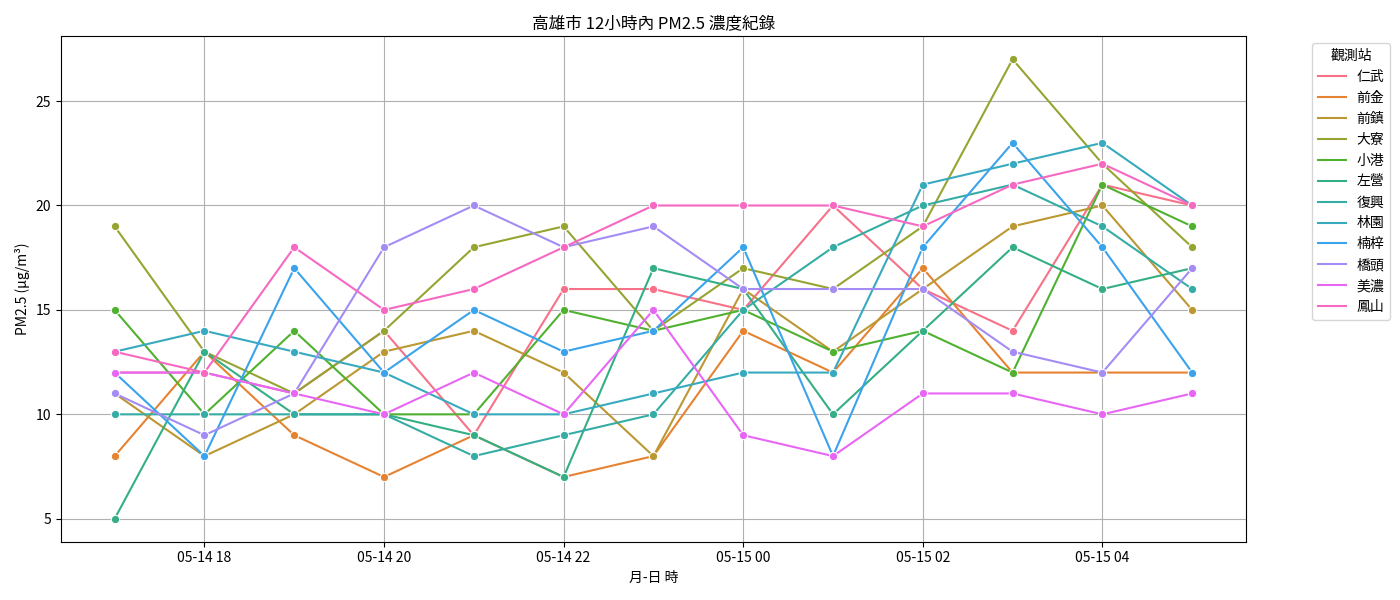 高雄市 12小時內 PM2.5 濃度紀錄
PM2.5 (μg/m³)
25
20
15
10
5
05-14 18
05-14 20
05-14 22
05-15 00
05-15 02
05-15 04
月-日 時
觀測站
仁武
前金
前鎮
大寮
小港
左營
復興
林園
楠梓
橋頭
美濃
鳳山